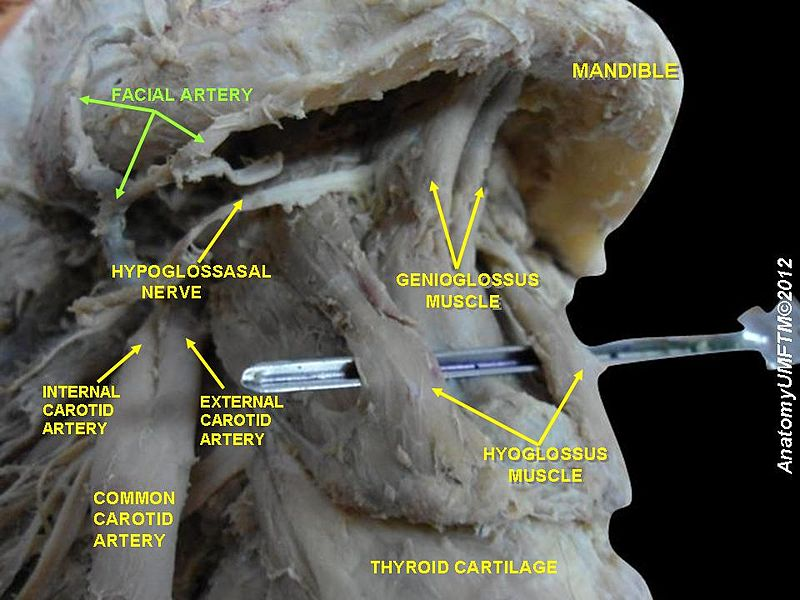 MANDIBLE
FACIAL ARTERY
HYPOGLOSSASAL
NERVE
GENIOGLOSSUS
MUSCLE
INTERNAL
CAROTID
ARTERY
EXTERNAL
CAROTID
ARTERY
HYOGLOSSUS
MUSCLE
COMMON
CAROTID
ARTERY
THYROID CARTILAGE
AnatomyUMFTM©2012